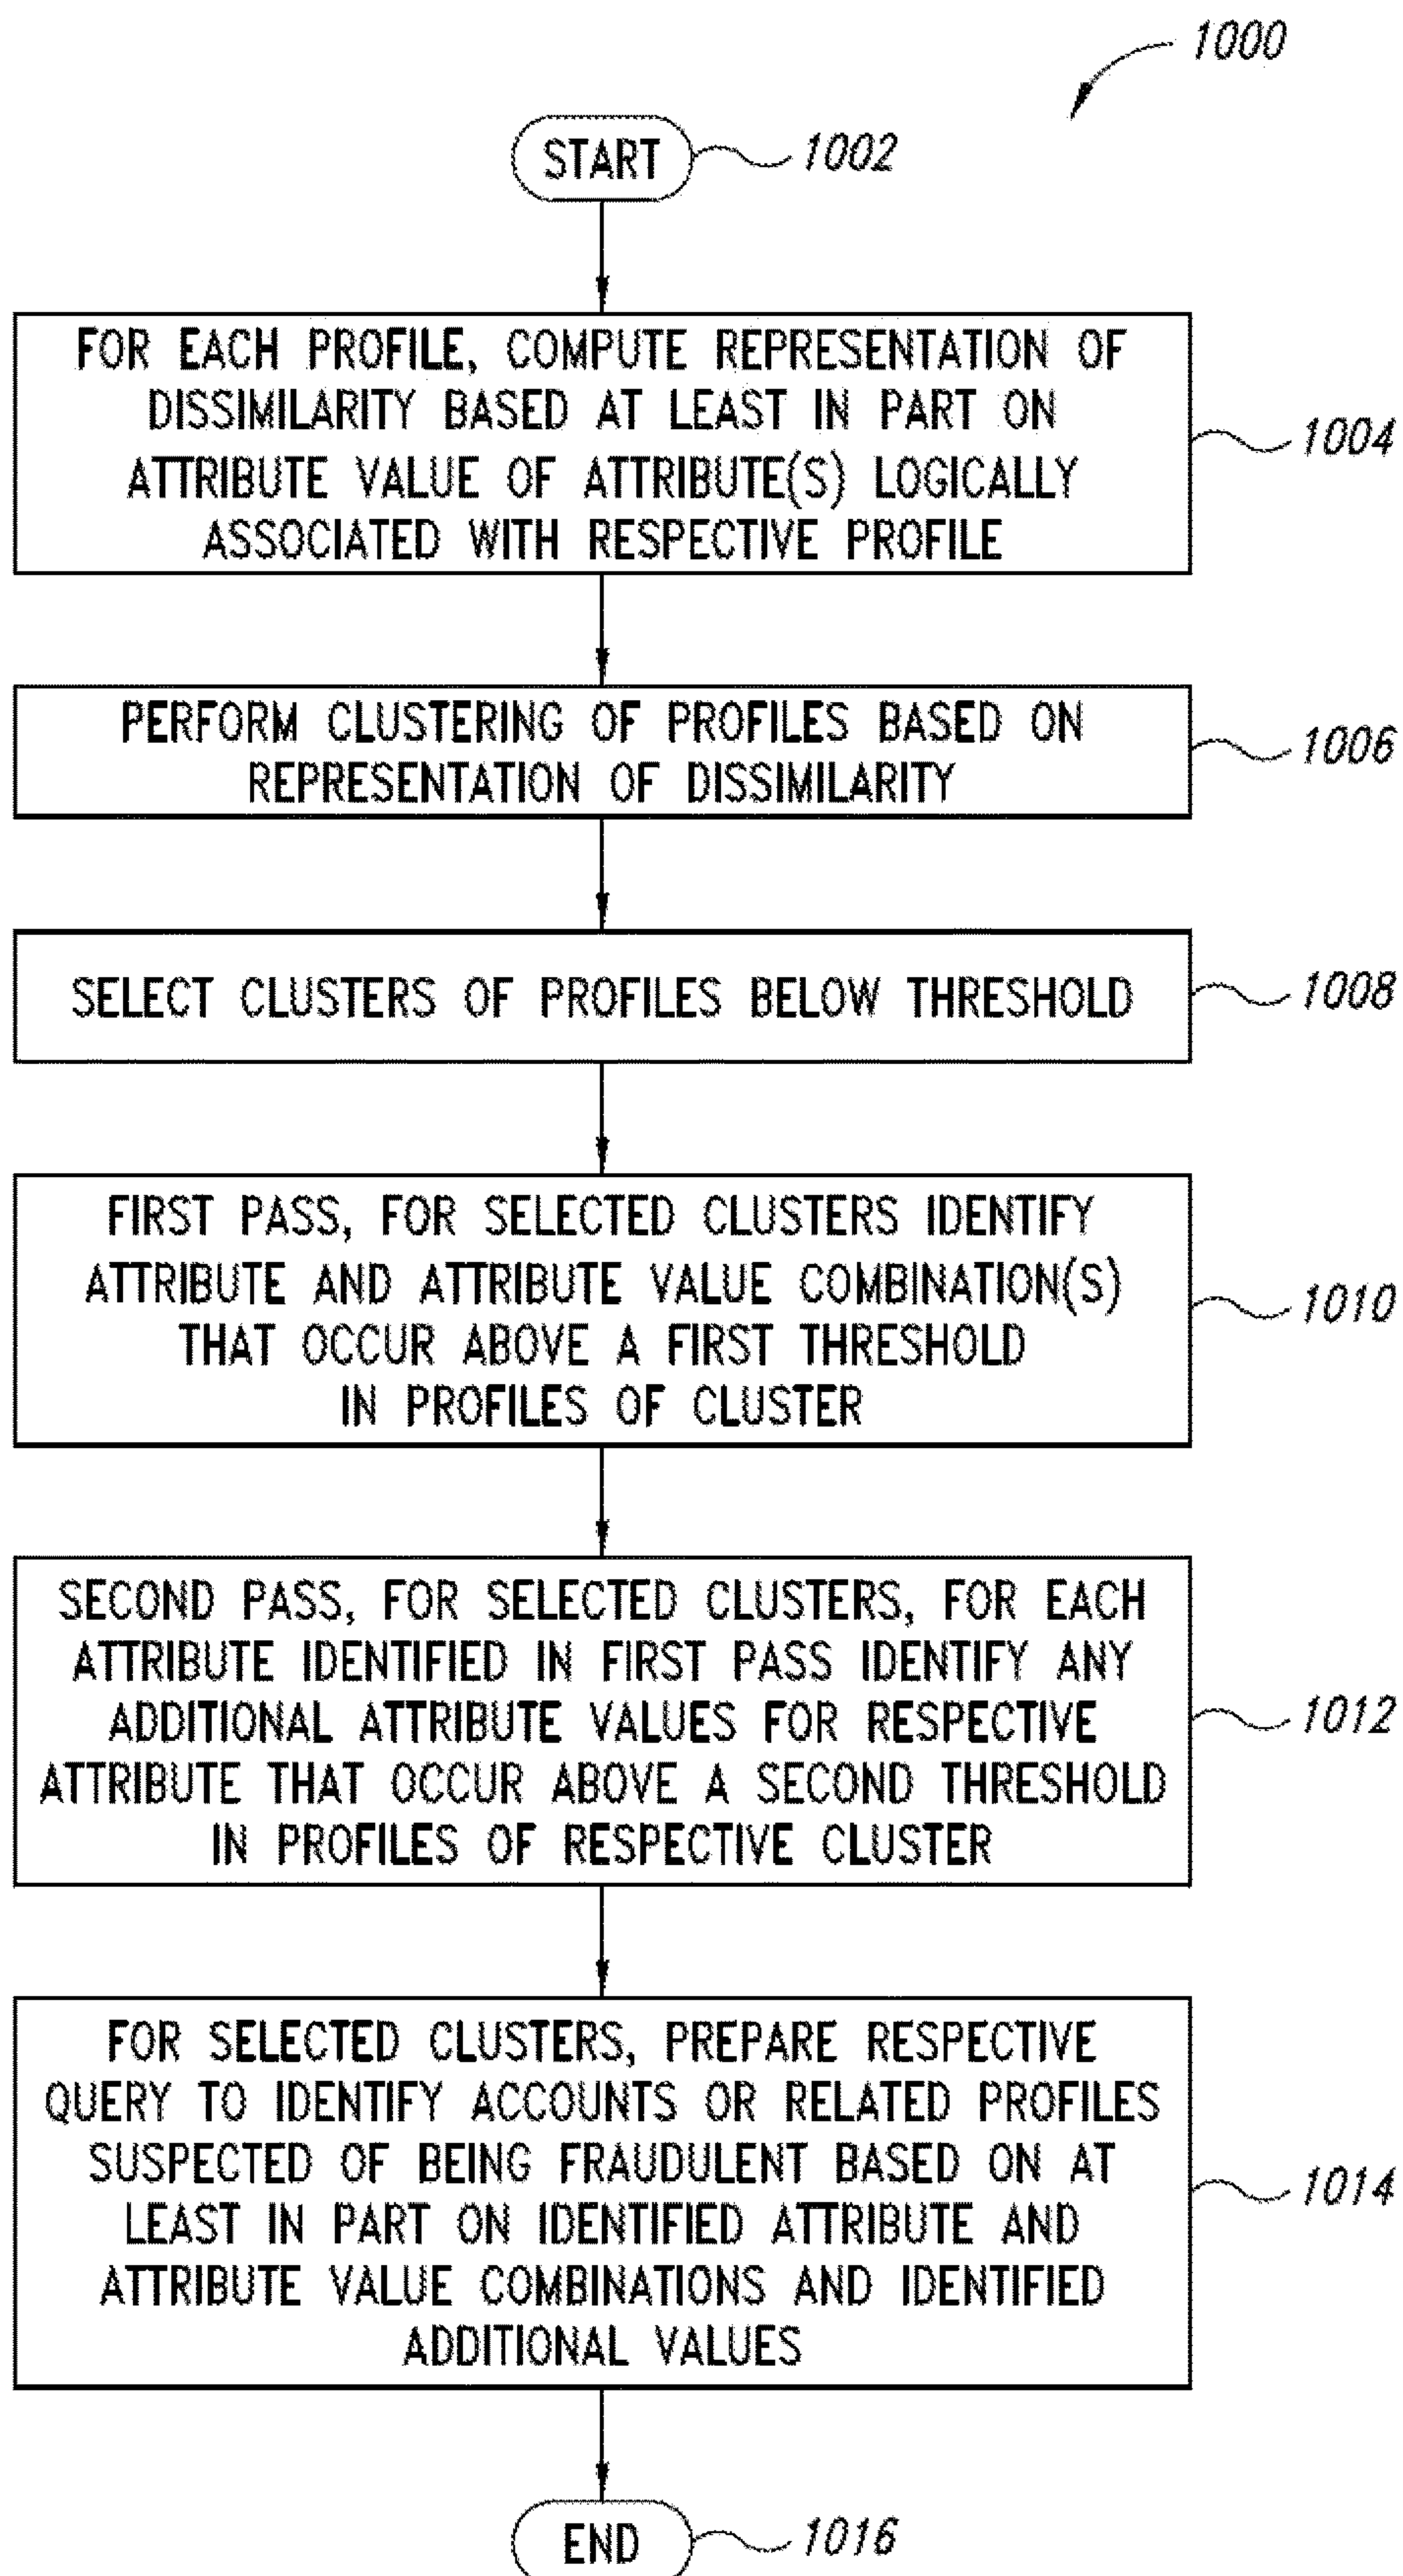 1000
START
1002
FOR EACH PROFILE, COMPUTE REPRESENTATION OF
DISSIMILARITY BASED AT LEAST IN PART ON
ATTRIBUTE VALUE OF ATTRIBUTE(S) LOGICALLY
ASSOCIATED WITH RESPECTIVE PROFILE
1004
PERFORM CLUSTERING OF PROFILES BASED ON
REPRESENTATION OF DISSIMILARITY
1006
SELECT CLUSTERS OF PROFILES BELOW THRESHOLD
1008
FIRST PASS, FOR SELECTED CLUSTERS IDENTIFY
ATTRIBUTE AND ATTRIBUTE VALUE COMBINATION(S)
THAT OCCUR ABOVE A FIRST THRESHOLD
IN PROFILES OF CLUSTER
1010
SECOND PASS, FOR SELECTED CLUSTERS, FOR EACH
ATTRIBUTE IDENTIFIED IN FIRST PASS IDENTIFY ANY
ADDITIONAL ATTRIBUTE VALUES FOR RESPECTIVE
ATTRIBUTE THAT OCCUR ABOVE A SECOND THRESHOLD
IN PROFILES OF RESPECTIVE CLUSTER
1012
FOR SELECTED CLUSTERS, PREPARE RESPECTIVE
QUERY TO IDENTIFY ACCOUNTS OR RELATED PROFILES
SUSPECTED OF BEING FRAUDULENT BASED ON AT
LEAST IN PART ON IDENTIFIED ATTRIBUTE AND
ATTRIBUTE VALUE COMBINATIONS AND IDENTIFIED
ADDITIONAL VALUES
1014
END
1016